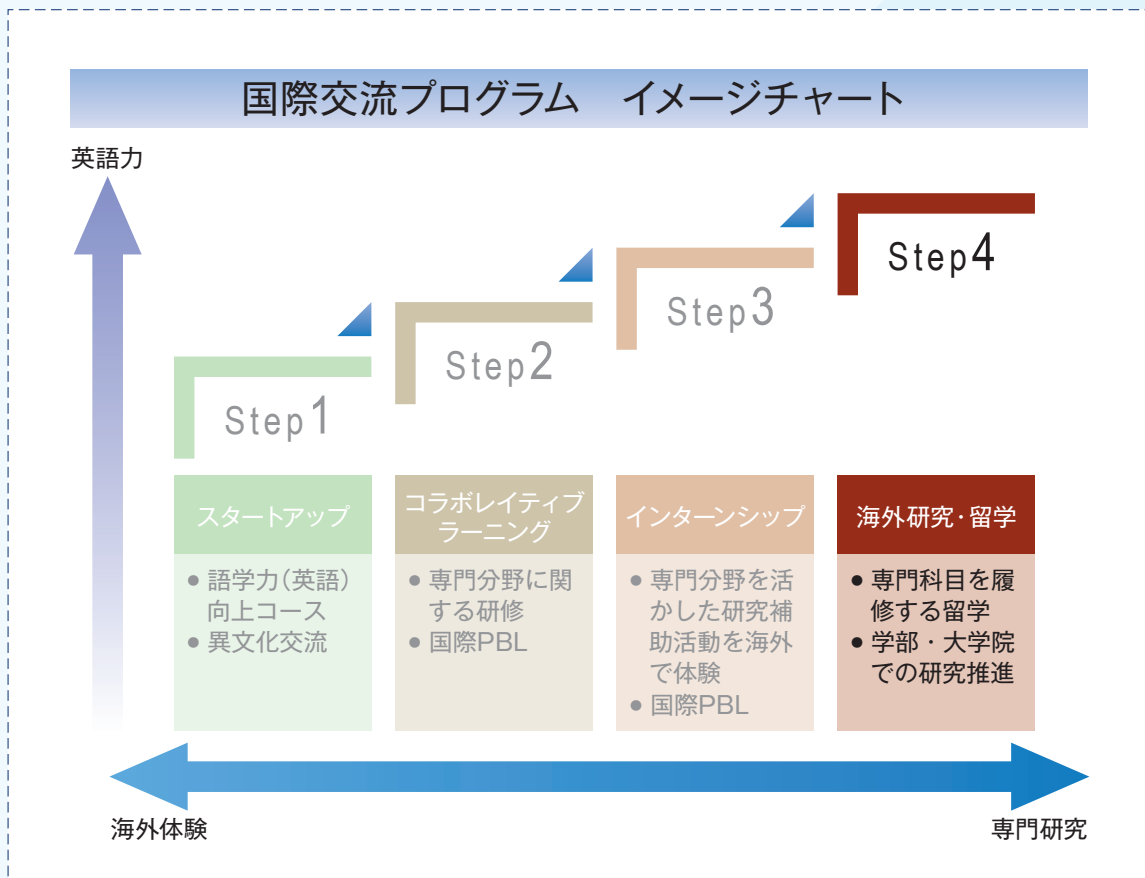 国際交流プログラム　イメージチャート
英語力
Step1
Step2
Step3
Step4
スタートアップ
● 語学力（英語）
向上コース
● 異文化交流
コラボレイティブ
ラーニング
● 専門分野に関
する研修
● 国際PBL
インターンシップ
● 専門分野を活
かした研究補
助活動を海外
で体験
● 国際PBL
海外研究・留学
● 専門科目を履
修する留学
● 学部・大学院
での研究推進
海外体験
専門研究